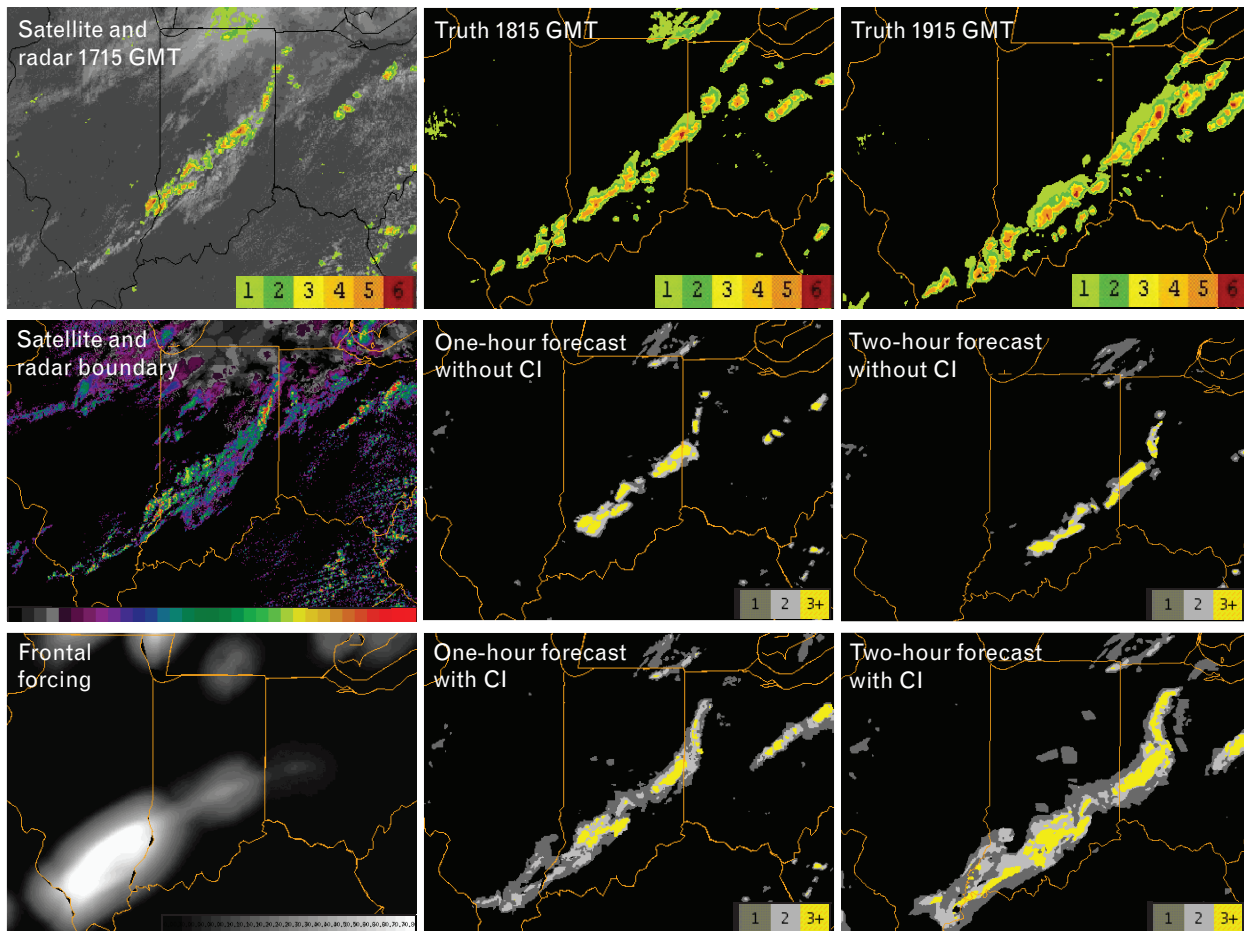 Satellite and
radar 1715 GMT
1 2 3 4 5 6
Truth 1815 GMT
1 2 3 4 5 6
Truth 1915 GMT
1 2 3 4 5 6
Satellite and
radar boundary
One-hour forecast
without CI
1 2 3+
Two-hour forecast
without CI
1 2 3+
Frontal
forcing
One-hour forecast
with CI
1 2 3+
Two-hour forecast
with CI
1 2 3+